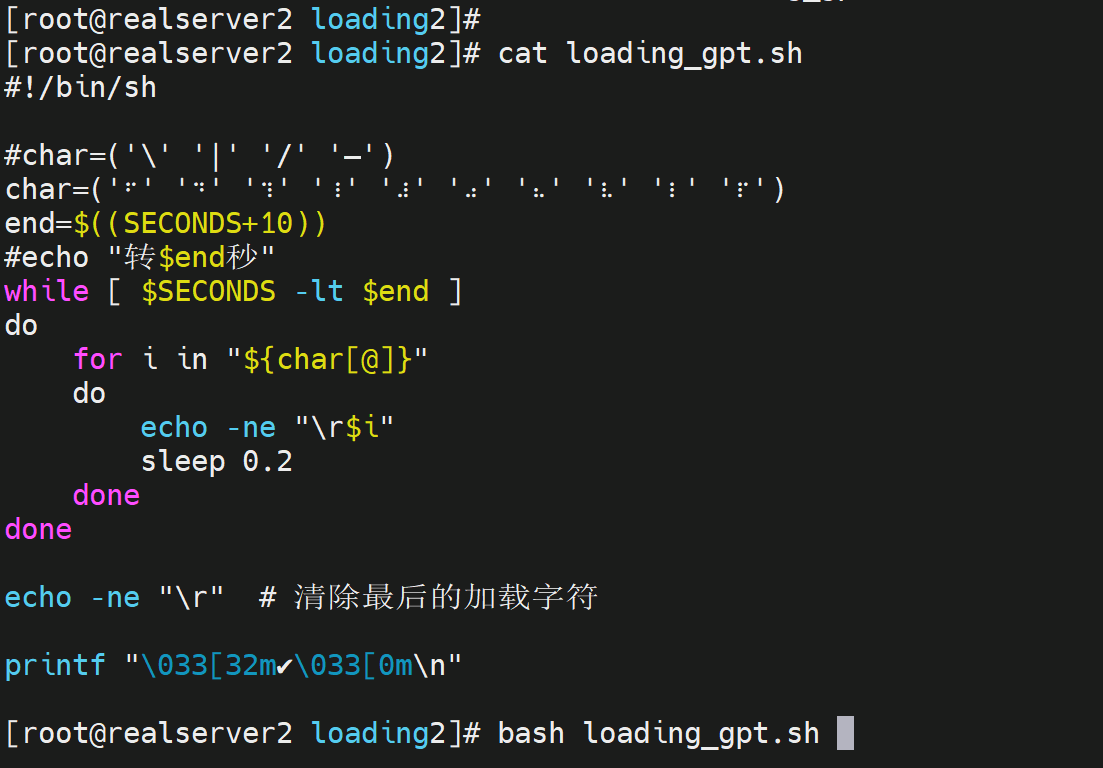 [root@realserver2 loading2]#
[root@realserver2 loading2]# cat loading_gpt.sh
#!/bin/sh
#char=('\' '|' '/' '—')
char=('⠋' '⠙' '⠹' '⠸' '⠼' '⠴' '⠦' '⠧' '⠇' '⠏')
end=$((SECONDS+10))
#echo "转$end秒"
while [ $SECONDS -lt $end ]
do
    for i in "${char[@]}"
    do
        echo -ne "\r$i"
        sleep 0.2
    done
done
echo -ne "\r"  # 清除最后的加载字符
printf "\033[32m✔\033[0m\n"
[root@realserver2 loading2]# bash loading_gpt.sh